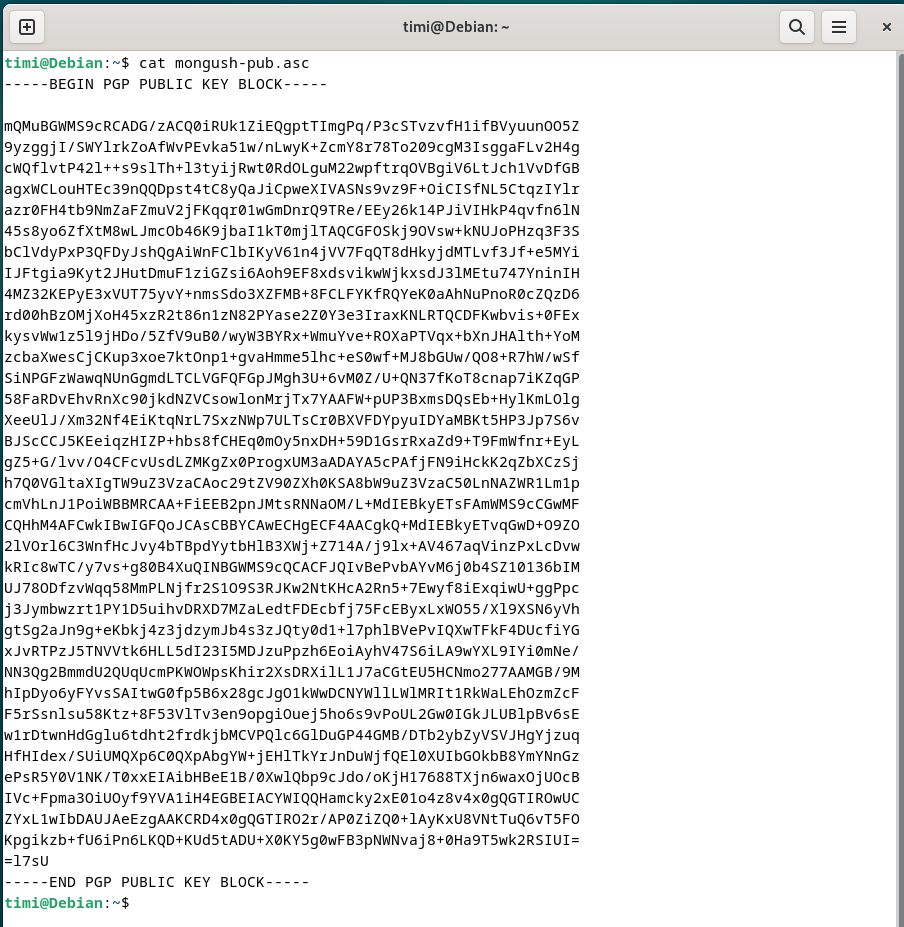 timi@Debian: ~
timi@Debian:~$ cat mongush-pub.asc
-----BEGIN PGP PUBLIC KEY BLOCK-----
mQMuBGWMS9cRCADG/zACQ0iRUk1ZiEQgptTImgPq/P3cSTvzvfH1ifBVyuunOO5Z
9yzggjI/SWYlrkZoAfWvPEvka51w/nLwyK+ZcmY8r78To209cgM3IsggaFLv2H4g
cWQflvtP42l++s9slTh+l3tyijRwt0RdOLguM22wpftrqOVBgiV6LtJch1VvDfGB
agxWCLouHTEc39nQQDpst4tC8yQaJiCpweXIVASNs9vz9F+OiCISfNL5CtqzIYlr
azr0FH4tb9NmZaFZmuV2jFKqqr01wGmDnrQ9TRe/EEy26k14PJiVIHkP4qvfn6lN
45s8yo6ZfXtM8wLJmcOb46K9jbaI1kT0mjlTAQCGFOSkj9OVsw+kNUJoPHzq3F3S
bClVdyPxP3QFDyJshQgAiWnFClbIKyV61n4jVV7FqQT8dHkyjdMTLvf3Jf+e5MYi
IJFtgia9Kyt2JHutDmuF1ziGZsi6Aoh9EF8xdsvikwWjkxsdJ3lMEtu747YninIH
4MZ32KEPyE3xVUT75yvY+nmsSdo3XZFMB+8FCLFYKfRQYeK0aAhNuPnoR0cZQzD6
rd00hBzOMjXoH45xzR2t86n1zN82PYase2Z0Y3e3IraxKNLRTQCDFKwbvis+0FEx
kysvWw1z5l9jHDo/5ZfV9uB0/wyW3BYRx+WmuYve+ROXaPTVqx+bXnJHAlth+YoM
zcbaXwesCjCKup3xoe7ktOnp1+gvaHmme5lhc+eS0wf+MJ8bGUw/QO8+R7hW/wSf
SiNPGFzWawqNUnGgmdLTCLVGFQFGpJMgh3U+6vM0Z/U+QN37fKoT8cnap7iKZqGP
58FaRDvEhvRnXc90jkdNZVCsowlonMrjTx7YAAFW+pUP3BxmsDQsEb+HylKmLOlg
XeeUlJ/Xm32Nf4EiKtqNrL7SxzNWp7ULTsCr0BXVFDYpyuIDYaMBKt5HP3Jp7S6v
BJScCCJ5KEeiqzHIZP+hbs8fCHEq0mOy5nxDH+59D1GsrRxaZd9+T9FmWfnr+EyL
gZ5+G/lvv/O4CFcvUsdLZMKgZx0ProgxUM3aADAYA5cPAfjFN9iHckK2qZbXCzSj
h7Q0VGltaXIgTW9uZ3VzaCAoc29tZV90ZXh0KSA8bW9uZ3VzaC50LnNAZWR1Lm1p
cmVhLnJ1PoiWBBMRCAA+FiEEB2pnJMtsRNNaOM/L+MdIEBkyETsFAmWMS9cCGwMF
CQHhM4AFCwkIBwIGFQoJCAsCBBYCAwECHgECF4AACgkQ+MdIEBkyETvqGwD+O9ZO
2lVOrl6C3WnfHcJvy4bTBpdYytbHlB3XWj+Z714A/j9lx+AV467aqVinzPxLcDvw
kRIc8wTC/y7vs+g80B4XuQINBGWMS9cQCACFJQIvBePvbAYvM6j0b4SZ10136bIM
UJ78ODfzvWqq58MmPLNjfr2S1O9S3RJKw2NtKHcA2Rn5+7Ewyf8iExqiwU+ggPpc
j3Jymbwzrt1PY1D5uihvDRXD7MZaLedtFDEcbfj75FcEByxLxWO55/Xl9XSN6yVh
gtSg2aJn9g+eKbkj4z3jdzymJb4s3zJQty0d1+l7phlBVePvIQXwTFkF4DUcfiYG
xJvRTPzJ5TNVVtk6HLL5dI23I5MDJzuPpzh6EoiAyhV47S6iLA9wYXL9IYi0mNe/
NN3Qg2BmmdU2QUqUcmPKWOWpsKhir2XsDRXilL1J7aCGtEU5HCNmo277AAMGB/9M
hIpDyo6yFYvsSAItwG0fp5B6x28gcJgO1kWwDCNYWllLWlMRIt1RkWaLEhOzmZcF
F5rSsnlsu58Ktz+8F53VlTv3en9opgiOuej5ho6s9vPoUL2Gw0IGkJLUBlpBv6sE
w1rDtwnHdGglu6tdht2frdkjbMCVPQlc6GlDuGP44GMB/DTb2ybZyVSVJHgYjzuq
HfHIdex/SUiUMQXp6C0QXpAbgYW+jEHlTkYrJnDuWjfQEl0XUIbGOkbB8YmYNnGz
ePsR5Y0V1NK/T0xxEIAibHBeE1B/0XwlQbp9cJdo/oKjH17688TXjn6waxOjUOcB
IVc+Fpma3OiUOyf9YVA1iH4EGBEIACYWIQQHamcky2xE01o4z8v4x0gQGTIROwUC
ZYxL1wIbDAUJAeEzgAAKCRD4x0gQGTIRO2r/AP0ZiZQ0+lAyKxU8VNtTuQ6vT5FO
Kpgikzb+fU6iPn6LKQD+KUd5tADU+X0KY5g0wFB3pNWNvaj8+0Ha9T5wk2RSIUI=
=l7sU
-----END PGP PUBLIC KEY BLOCK-----
timi@Debian:~$